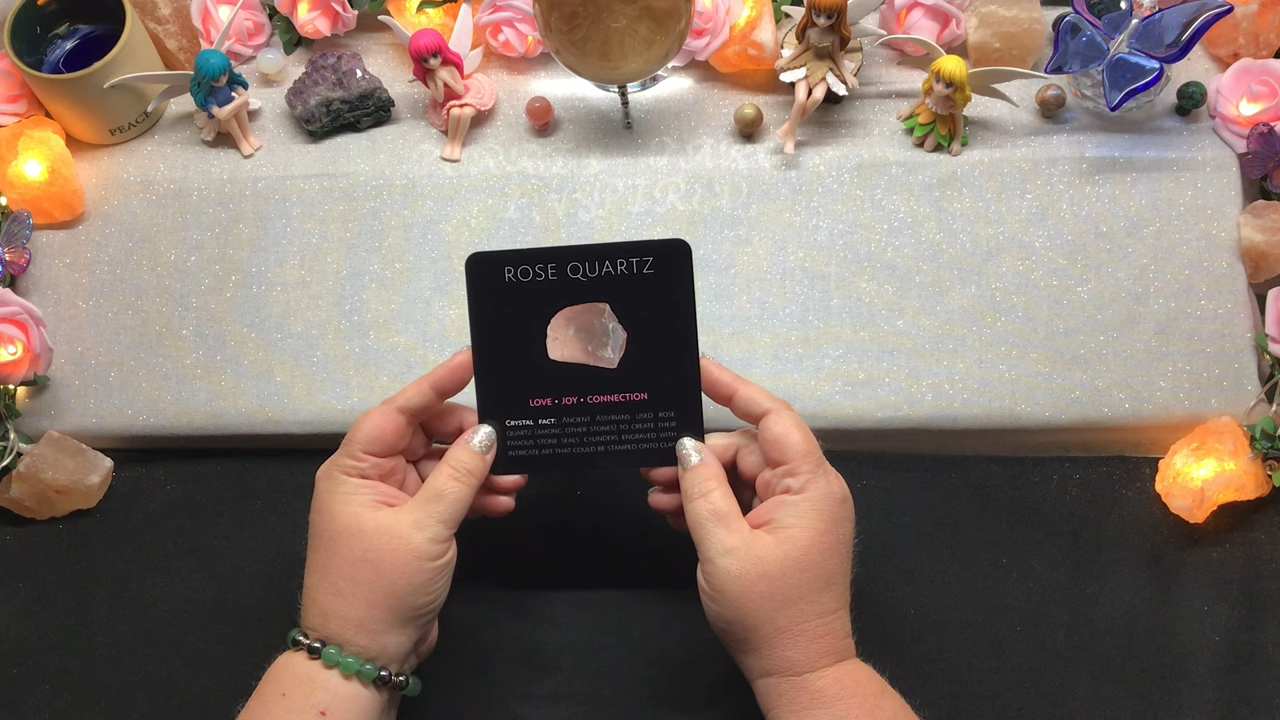 PEACE
ROSE QUARTZ
LOVE • JOY • CONNECTION
CRYSTAL FACT: ANCIENT ASSYRIANS USED ROSE
QUARTZ (AMONG OTHER STONES) TO CREATE THEIR
FAMOUS STONE SEALS: CYLINDERS ENGRAVED WITH
INTRICATE ART THAT COULD BE STAMPED ONTO CLAY